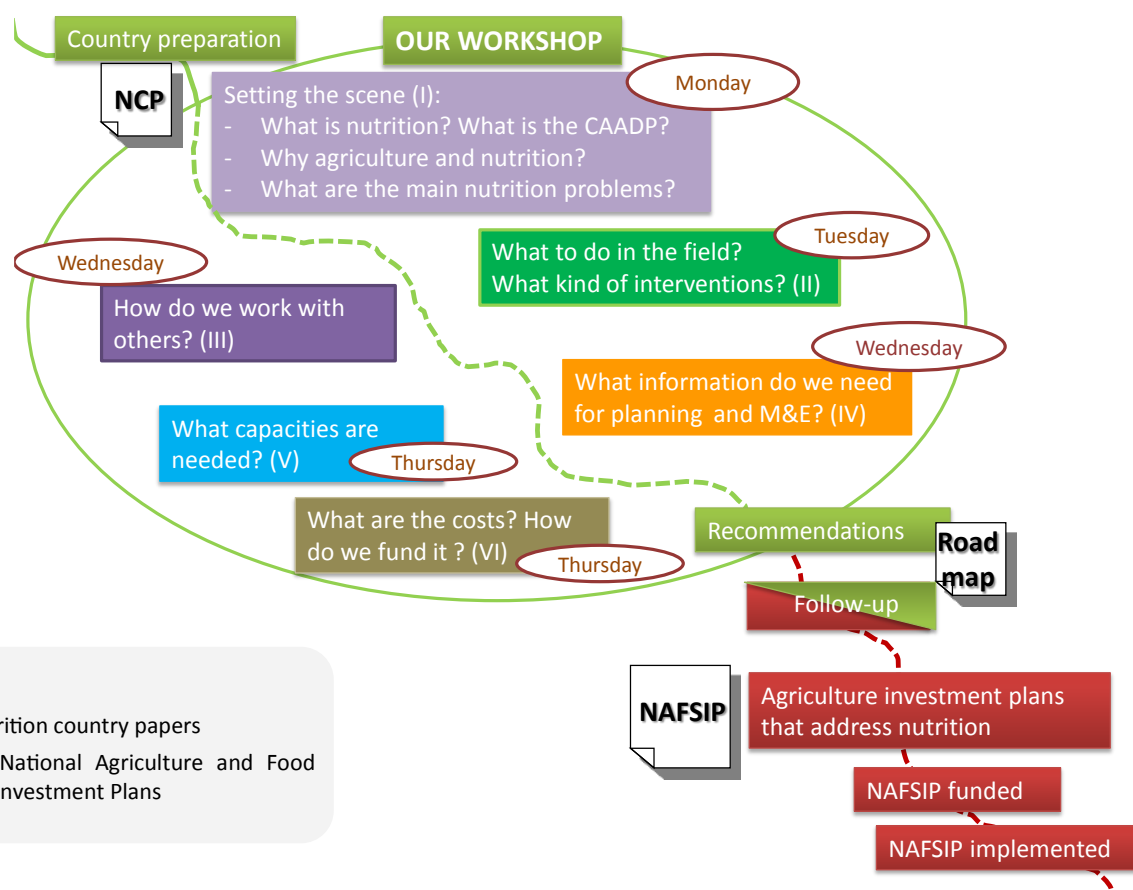 Country preparation
OUR WORKSHOP
NCP
Monday
Setting the scene (I):
- What is nutrition? What is the CAADP?
- Why agriculture and nutrition?
- What are the main nutrition problems?
Tuesday
What to do in the field?
What kind of interventions? (II)
Wednesday
How do we work with
others? (III)
Wednesday
What information do we need
for planning and M&E? (IV)
What capacities are
needed? (V)
Thursday
What are the costs? How
do we fund it ? (VI)
Thursday
Recommendations
Road
map
Follow-up
NAFSIP
Agriculture investment plans
that address nutrition
NAFSIP funded
NAFSIP implemented
rition country papers
National Agriculture and Food
nvestment Plans